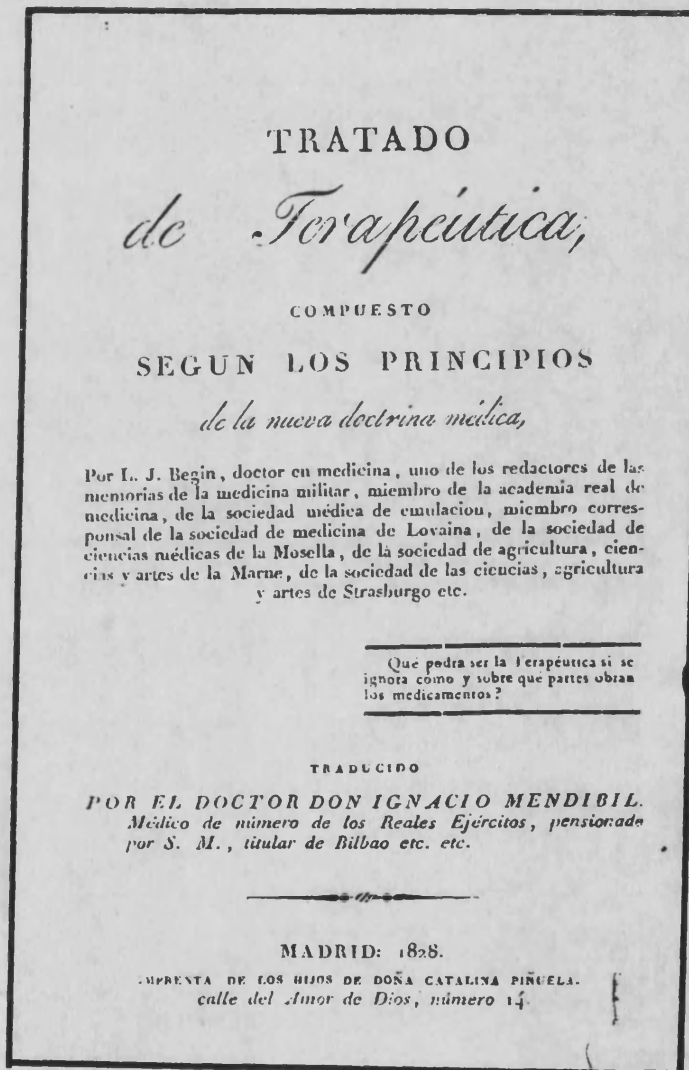 TRATADO
de Terapéutica,
COMPUESTO
SEGUN LOS PRINCIPIOS
de la nueva doctrina médica,
Por L. J. Begin, doctor en medicina, uno de los redactores de las
memorias de la medicina militar, miembro de la academia real de
medicina, de la sociedad médica de emulacion, miembro corres-
ponsal de la sociedad de medicina de Lovaina, de la sociedad de
ciencias médicas de la Mosella, de la sociedad de agricultura, cien-
cias y artes de la Marne, de la sociedad de las ciencias, agricultura
y artes de Strasburgo etc.
Qué podra ser la Terapéutica si se
ignora como y sobre qué partes obran
los medicamentos?
TRADUCIDO
POR EL DOCTOR DON IGNACIO MENDIBIL.
Médico de número de los Reales Ejércitos, pensionado
por S. M., titular de Bilbao etc. etc.
MADRID: 1828.
IMPRENTA DE LOS HIJOS DE DOÑA CATALINA PIÑUELA.
calle del Amor de Dios, número 14